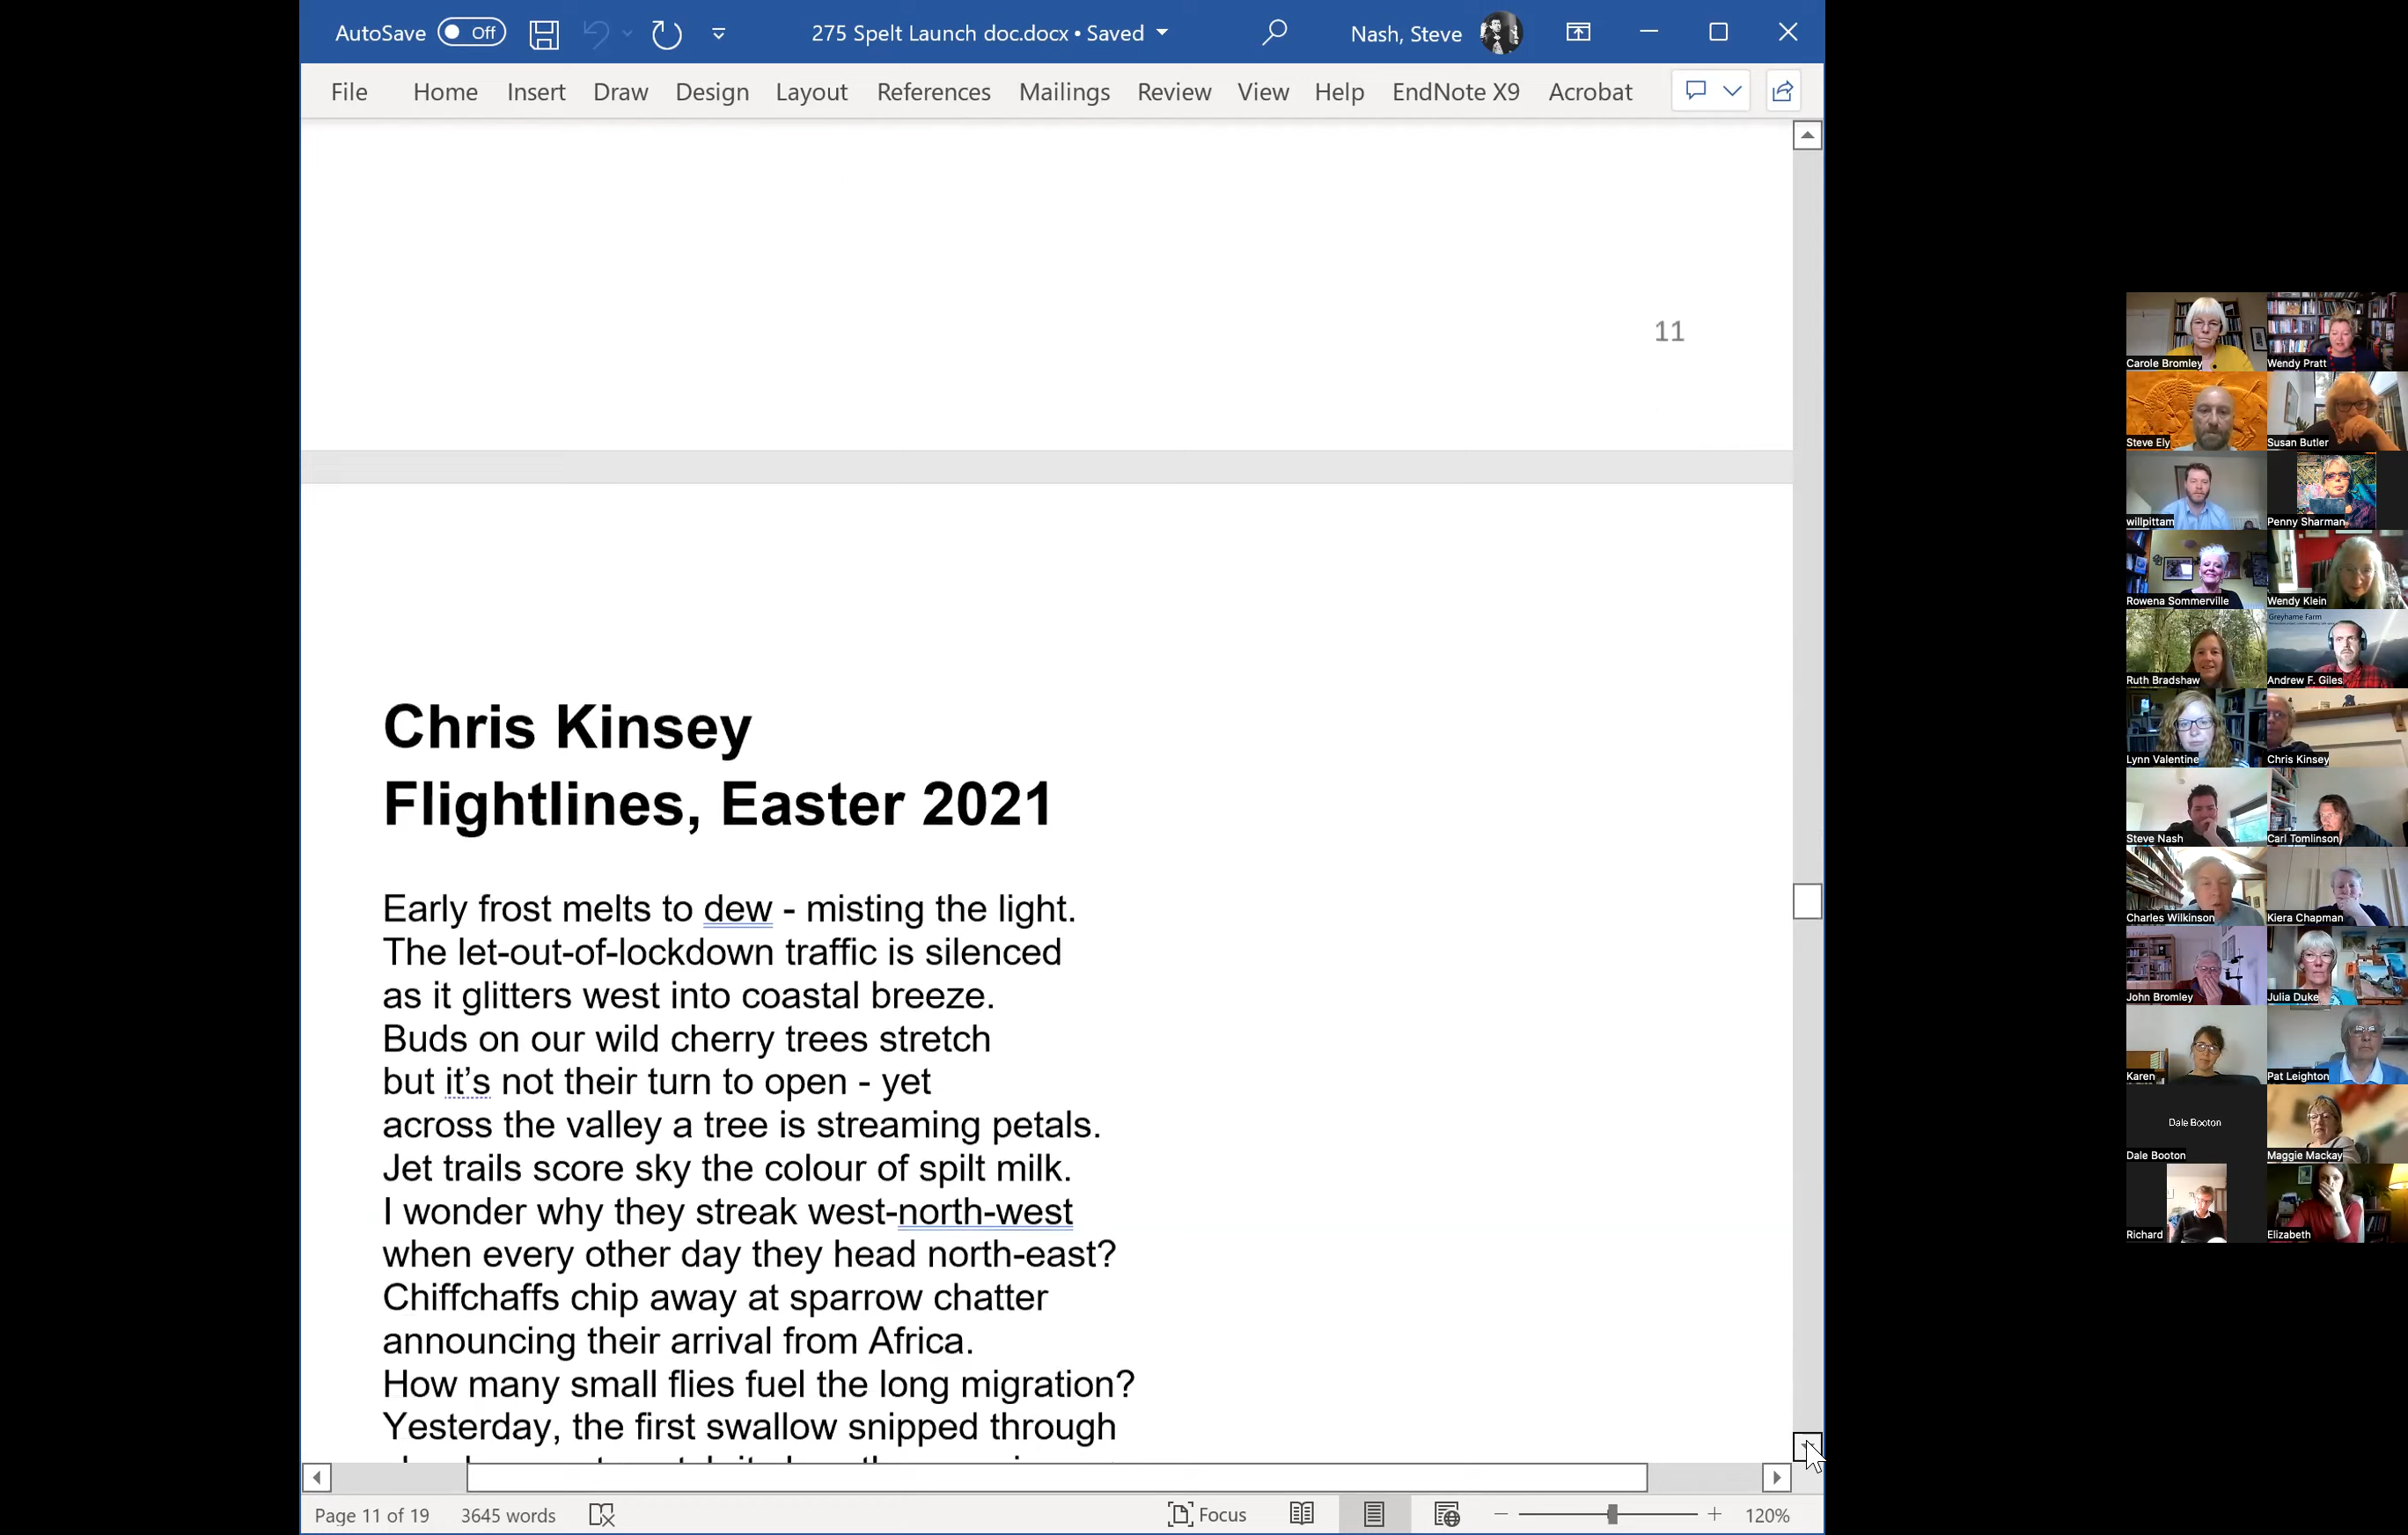 AutoSave Off 275 Spelt Launch doc.docx • Saved Nash, Steve
File Home Insert Draw Design Layout References Mailings Review View Help EndNote X9 Acrobat
11
Chris Kinsey
Flightlines, Easter 2021
Early frost melts to dew - misting the light.
The let-out-of-lockdown traffic is silenced
as it glitters west into coastal breeze.
Buds on our wild cherry trees stretch
but it’s not their turn to open - yet
across the valley a tree is streaming petals.
Jet trails score sky the colour of spilt milk.
I wonder why they streak west-north-west
when every other day they head north-east?
Chiffchaffs chip away at sparrow chatter
announcing their arrival from Africa.
How many small flies fuel the long migration?
Yesterday, the first swallow snipped through
Page 11 of 19 3645 words Focus 120%
Carole Bromley Wendy Pratt
Steve Ely Susan Butler
willpittam Penny Sharman
Rowena Sommerville Wendy Klein
Greyhame Farm
Ruth Bradshaw Andrew F. Giles
Lynn Valentine Chris Kinsey
Steve Nash Carl Tomlinson
Charles Wilkinson Kiera Chapman
John Bromley Julia Duke
Karen Pat Leighton
Dale Booton
Dale Booton Maggie Mackay
Richard Elizabeth